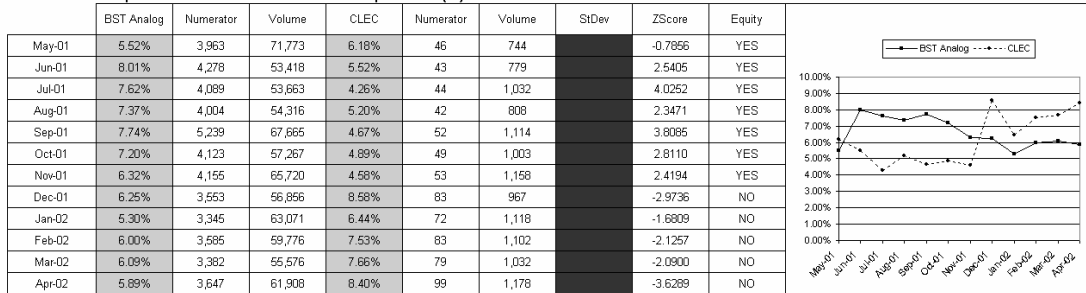 BST Analog Numerator Volume CLEC Numerator Volume StDev ZScore Equity
May-01 5.52% 3,963 71,773 6.18% 46 744 -0.7856 YES
Jun-01 8.01% 4,278 53,418 5.52% 43 779 2.5405 YES
Jul-01 7.62% 4,089 53,663 4.26% 44 1,032 4.0252 YES
Aug-01 7.37% 4,004 54,316 5.20% 42 808 2.3471 YES
Sep-01 7.74% 5,239 67,665 4.67% 52 1,114 3.8085 YES
Oct-01 7.20% 4,123 57,267 4.89% 49 1,003 2.8110 YES
Nov-01 6.32% 4,155 65,720 4.58% 53 1,158 2.4194 YES
Dec-01 6.25% 3,553 56,856 8.58% 83 967 -2.9736 NO
Jan-02 5.30% 3,345 63,071 6.44% 72 1,118 -1.6809 NO
Feb-02 6.00% 3,585 59,776 7.53% 83 1,102 -2.1257 NO
Mar-02 6.09% 3,382 55,576 7.66% 79 1,032 -2.0900 NO
Apr-02 5.89% 3,647 61,908 8.40% 99 1,178 -3.6289 NO
BST Analog CLEC
10.00%
9.00%
8.00%
7.00%
6.00%
5.00%
4.00%
3.00%
2.00%
1.00%
0.00%
May-01 Jun-01 Jul-01 Aug-01 Sep-01 Oct-01 Nov-01 Dec-01 Jan-02 Feb-02 Mar-02 Apr-02